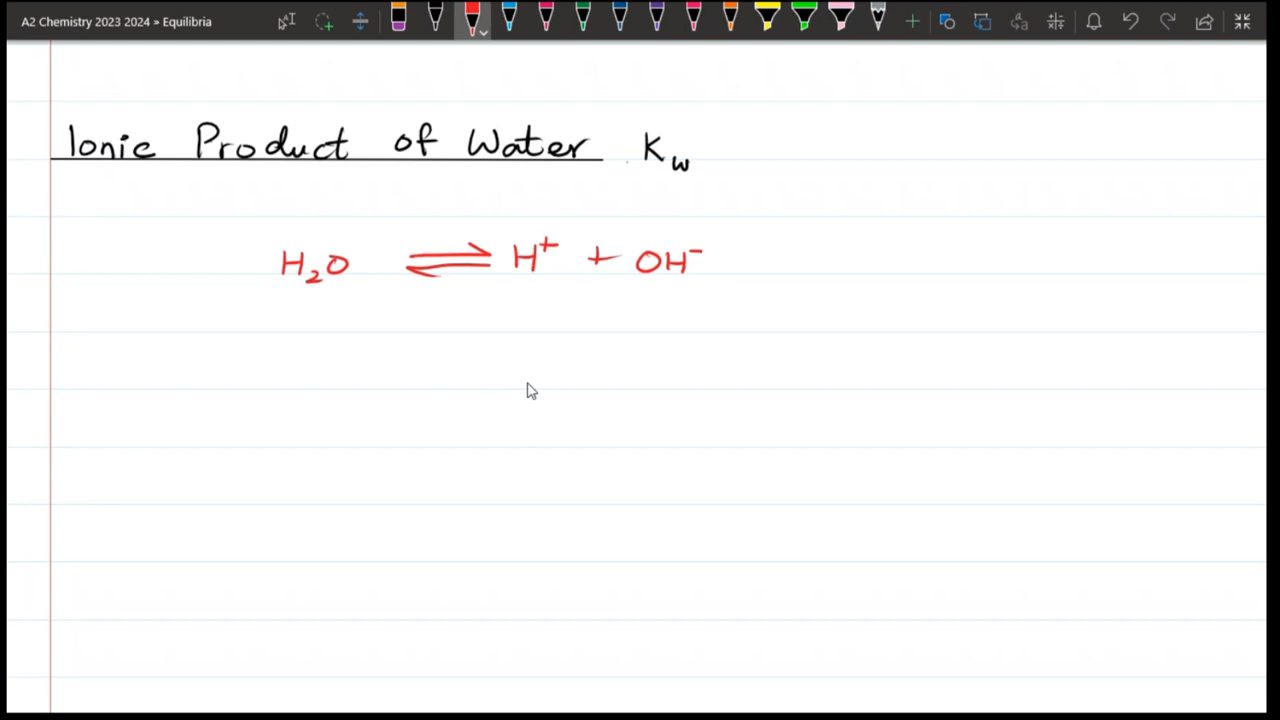 A2 Chemistry 2023 2024 » Equilibria
Ionic Product of Water Kw
H₂O ⇌ H⁺ + OH⁻